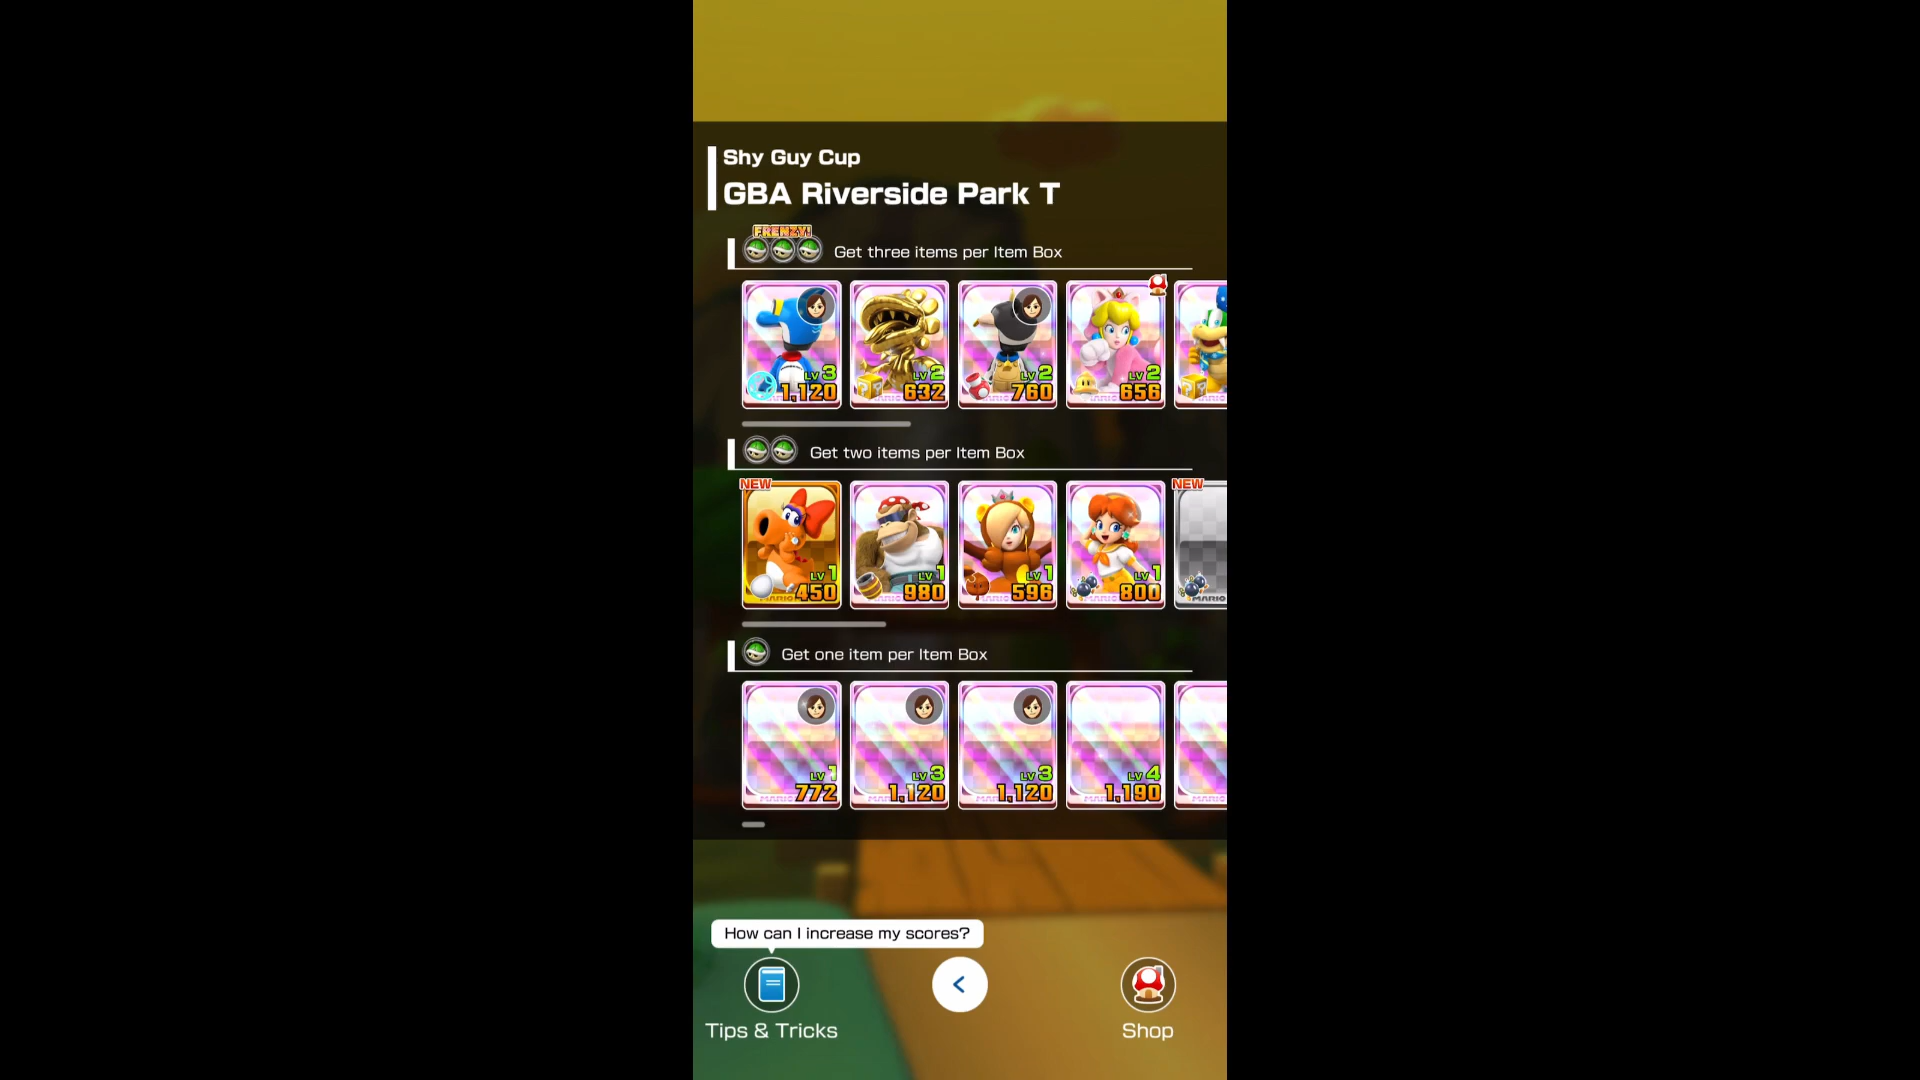 Shy Guy Cup
GBA Riverside Park T
FRENZY!
Get three items per Item Box
LV 3
1,120
LV 2
632
LV 2
760
LV 2
656
Get two items per Item Box
NEW
LV 1
450
LV 1
980
LV 1
596
LV 1
800
NEW
MARIO
Get one item per Item Box
LV 1
772
LV 3
1,120
LV 3
1,120
LV 4
1,190
How can I increase my scores?
Tips & Tricks
Shop